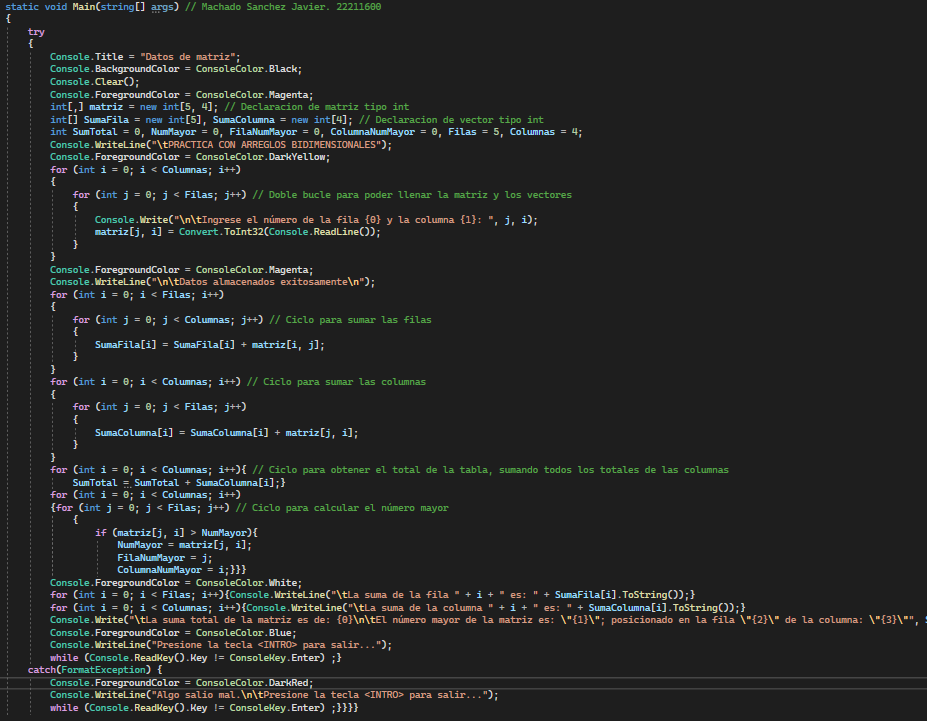 static void Main(string[] args) // Machado Sanchez Javier. 22211600
{
try
{
Console.Title = "Datos de matriz";
Console.BackgroundColor = ConsoleColor.Black;
Console.Clear();
Console.ForegroundColor = ConsoleColor.Magenta;
int[,] matriz = new int[5, 4]; // Declaracion de matriz tipo int
int[] SumaFila = new int[5], SumaColumna = new int[4]; // Declaracion de vector tipo int
int SumTotal = 0, NumMayor = 0, FilaNumMayor = 0, ColumnaNumMayor = 0, Filas = 5, Columnas = 4;
Console.WriteLine("\tPRACTICA CON ARREGLOS BIDIMENSIONALES");
Console.ForegroundColor = ConsoleColor.DarkYellow;
for (int i = 0; i < Columnas; i++)
{
for (int j = 0; j < Filas; j++) // Doble bucle para poder llenar la matriz y los vectores
{
Console.Write("\n\tIngrese el número de la fila {0} y la columna {1}: ", j, i);
matriz[j, i] = Convert.ToInt32(Console.ReadLine());
}
}
Console.ForegroundColor = ConsoleColor.Magenta;
Console.WriteLine("\n\tDatos almacenados exitosamente\n");
for (int i = 0; i < Filas; i++)
{
for (int j = 0; j < Columnas; j++) // Ciclo para sumar las filas
{
SumaFila[i] = SumaFila[i] + matriz[i, j];
}
}
for (int i = 0; i < Columnas; i++) // Ciclo para sumar las columnas
{
for (int j = 0; j < Filas; j++)
{
SumaColumna[i] = SumaColumna[i] + matriz[j, i];
}
}
for (int i = 0; i < Columnas; i++){ // Ciclo para obtener el total de la tabla, sumando todos los totales de las columnas
SumTotal = SumTotal + SumaColumna[i];}
for (int i = 0; i < Columnas; i++)
{for (int j = 0; j < Filas; j++) // Ciclo para calcular el número mayor
{
if (matriz[j, i] > NumMayor){
NumMayor = matriz[j, i];
FilaNumMayor = j;
ColumnaNumMayor = i;}}}
Console.ForegroundColor = ConsoleColor.White;
for (int i = 0; i < Filas; i++){Console.WriteLine("\tLa suma de la fila " + i + " es: " + SumaFila[i].ToString());}
for (int i = 0; i < Columnas; i++){Console.WriteLine("\tLa suma de la columna " + i + " es: " + SumaColumna[i].ToString());}
Console.Write("\tLa suma total de la matriz es de: {0}\n\tEl número mayor de la matriz es: \"{1}\"; posicionado en la fila \"{2}\" de la columna: \"{3}\"",
Console.ForegroundColor = ConsoleColor.Blue;
Console.WriteLine("Presione la tecla <INTRO> para salir...");
while (Console.ReadKey().Key != ConsoleKey.Enter) ;}
catch(FormatException) {
Console.ForegroundColor = ConsoleColor.DarkRed;
Console.WriteLine("Algo salio mal.\n\tPresione la tecla <INTRO> para salir...");
while (Console.ReadKey().Key != ConsoleKey.Enter) ;}}}}